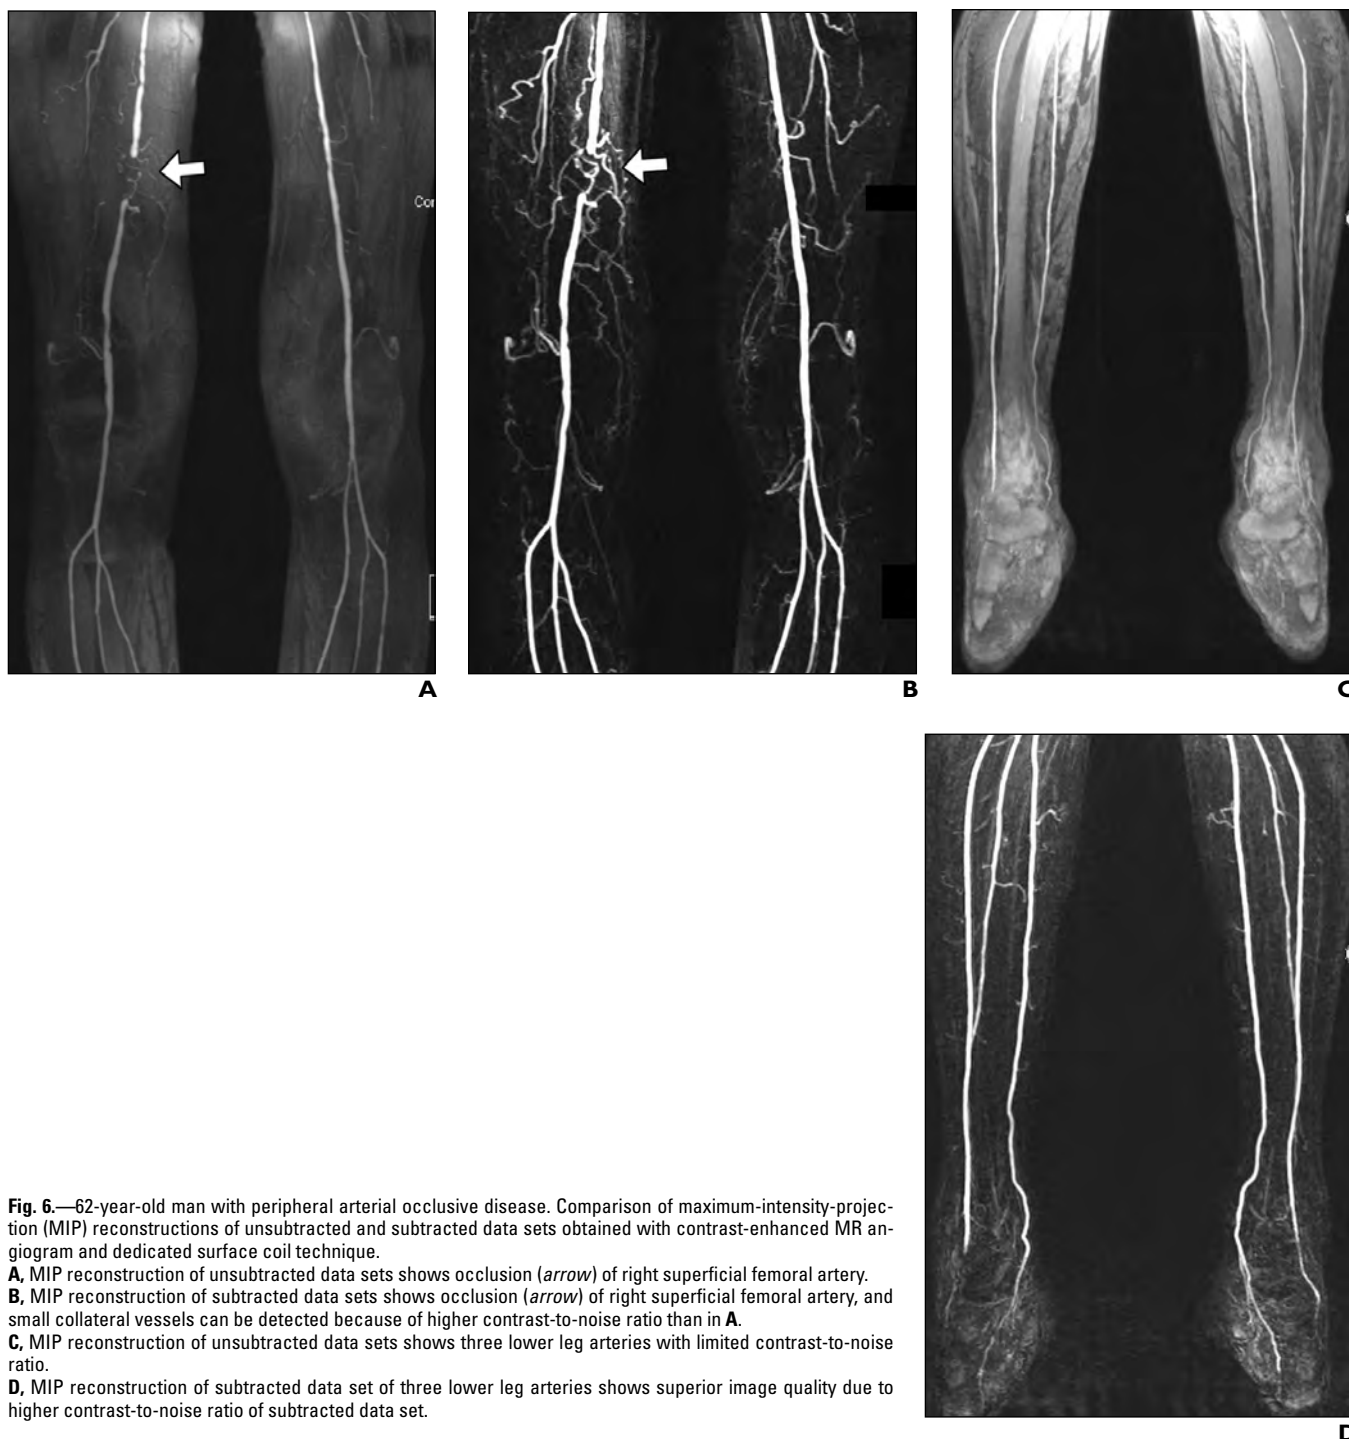 Cor
A
B
C
D
Fig. 6.—62-year-old man with peripheral arterial occlusive disease. Comparison of maximum-intensity-projec-
tion (MIP) reconstructions of unsubtracted and subtracted data sets obtained with contrast-enhanced MR an-
giogram and dedicated surface coil technique.
A, MIP reconstruction of unsubtracted data sets shows occlusion (arrow) of right superficial femoral artery.
B, MIP reconstruction of subtracted data sets shows occlusion (arrow) of right superficial femoral artery, and
small collateral vessels can be detected because of higher contrast-to-noise ratio than in A.
C, MIP reconstruction of unsubtracted data sets shows three lower leg arteries with limited contrast-to-noise
ratio.
D, MIP reconstruction of subtracted data set of three lower leg arteries shows superior image quality due to
higher contrast-to-noise ratio of subtracted data set.